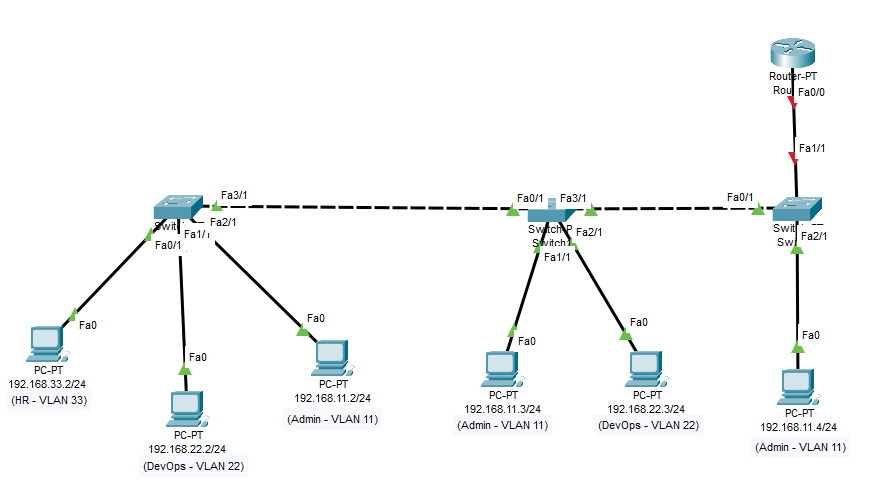 Router-PT
Rou
Fa0/0
Fa1/1
Fa3/1
Fa0/1
Fa3/1
Fa0/1
Fa2/1
Fa1/
Fa0/1
Switch-P
Switch
Fa2/1
Fa1/1
Fa2/1
Fa0
Fa0
Fa0
Fa0
Fa0
Fa0
PC-PT
192.168.33.2/24
(HR - VLAN 33)
PC-PT
192.168.22.2/24
(DevOps - VLAN 22)
PC-PT
192.168.11.2/24
(Admin - VLAN 11)
PC-PT
192.168.11.3/24
(Admin - VLAN 11)
PC-PT
192.168.22.3/24
(DevOps - VLAN 22)
PC-PT
192.168.11.4/24
(Admin - VLAN 11)